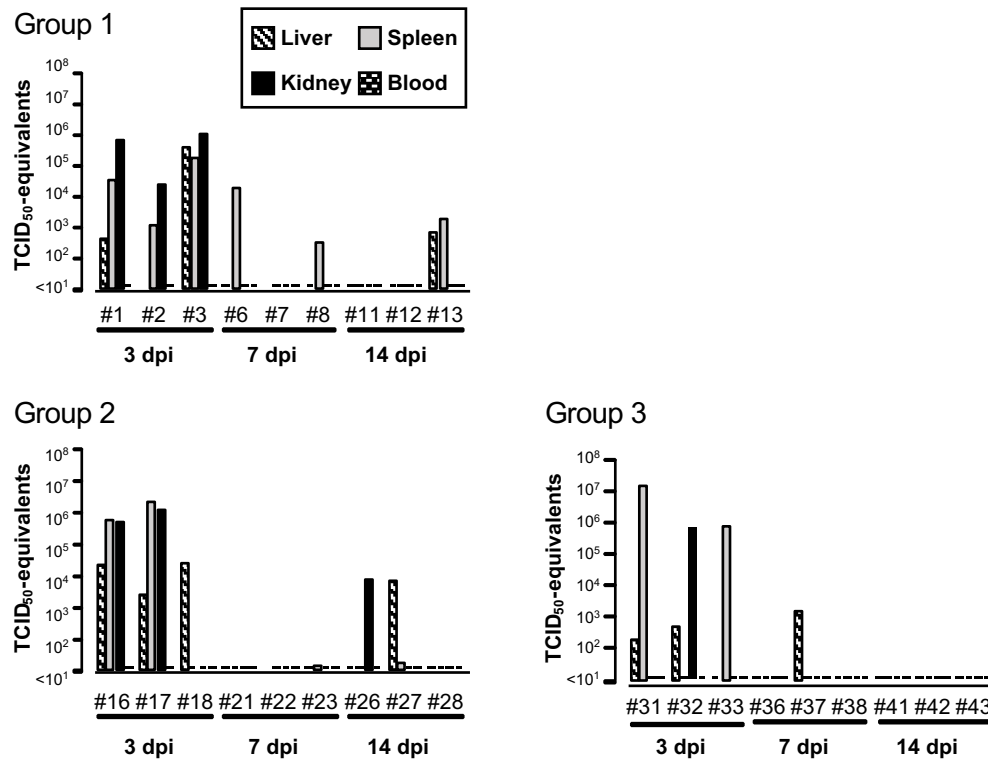 Group 1
Liver Spleen
Kidney Blood
TCID₅₀-equivalents
10⁸
10⁷
10⁶
10⁵
10⁴
10³
10²
<10¹
#1 #2 #3 #6 #7 #8 #11 #12 #13
3 dpi 7 dpi 14 dpi
Group 2
TCID₅₀-equivalents
10⁸
10⁷
10⁶
10⁵
10⁴
10³
10²
<10¹
#16 #17 #18 #21 #22 #23 #26 #27 #28
3 dpi 7 dpi 14 dpi
Group 3
TCID₅₀-equivalents
10⁸
10⁷
10⁶
10⁵
10⁴
10³
10²
<10¹
#31 #32 #33 #36 #37 #38 #41 #42 #43
3 dpi 7 dpi 14 dpi